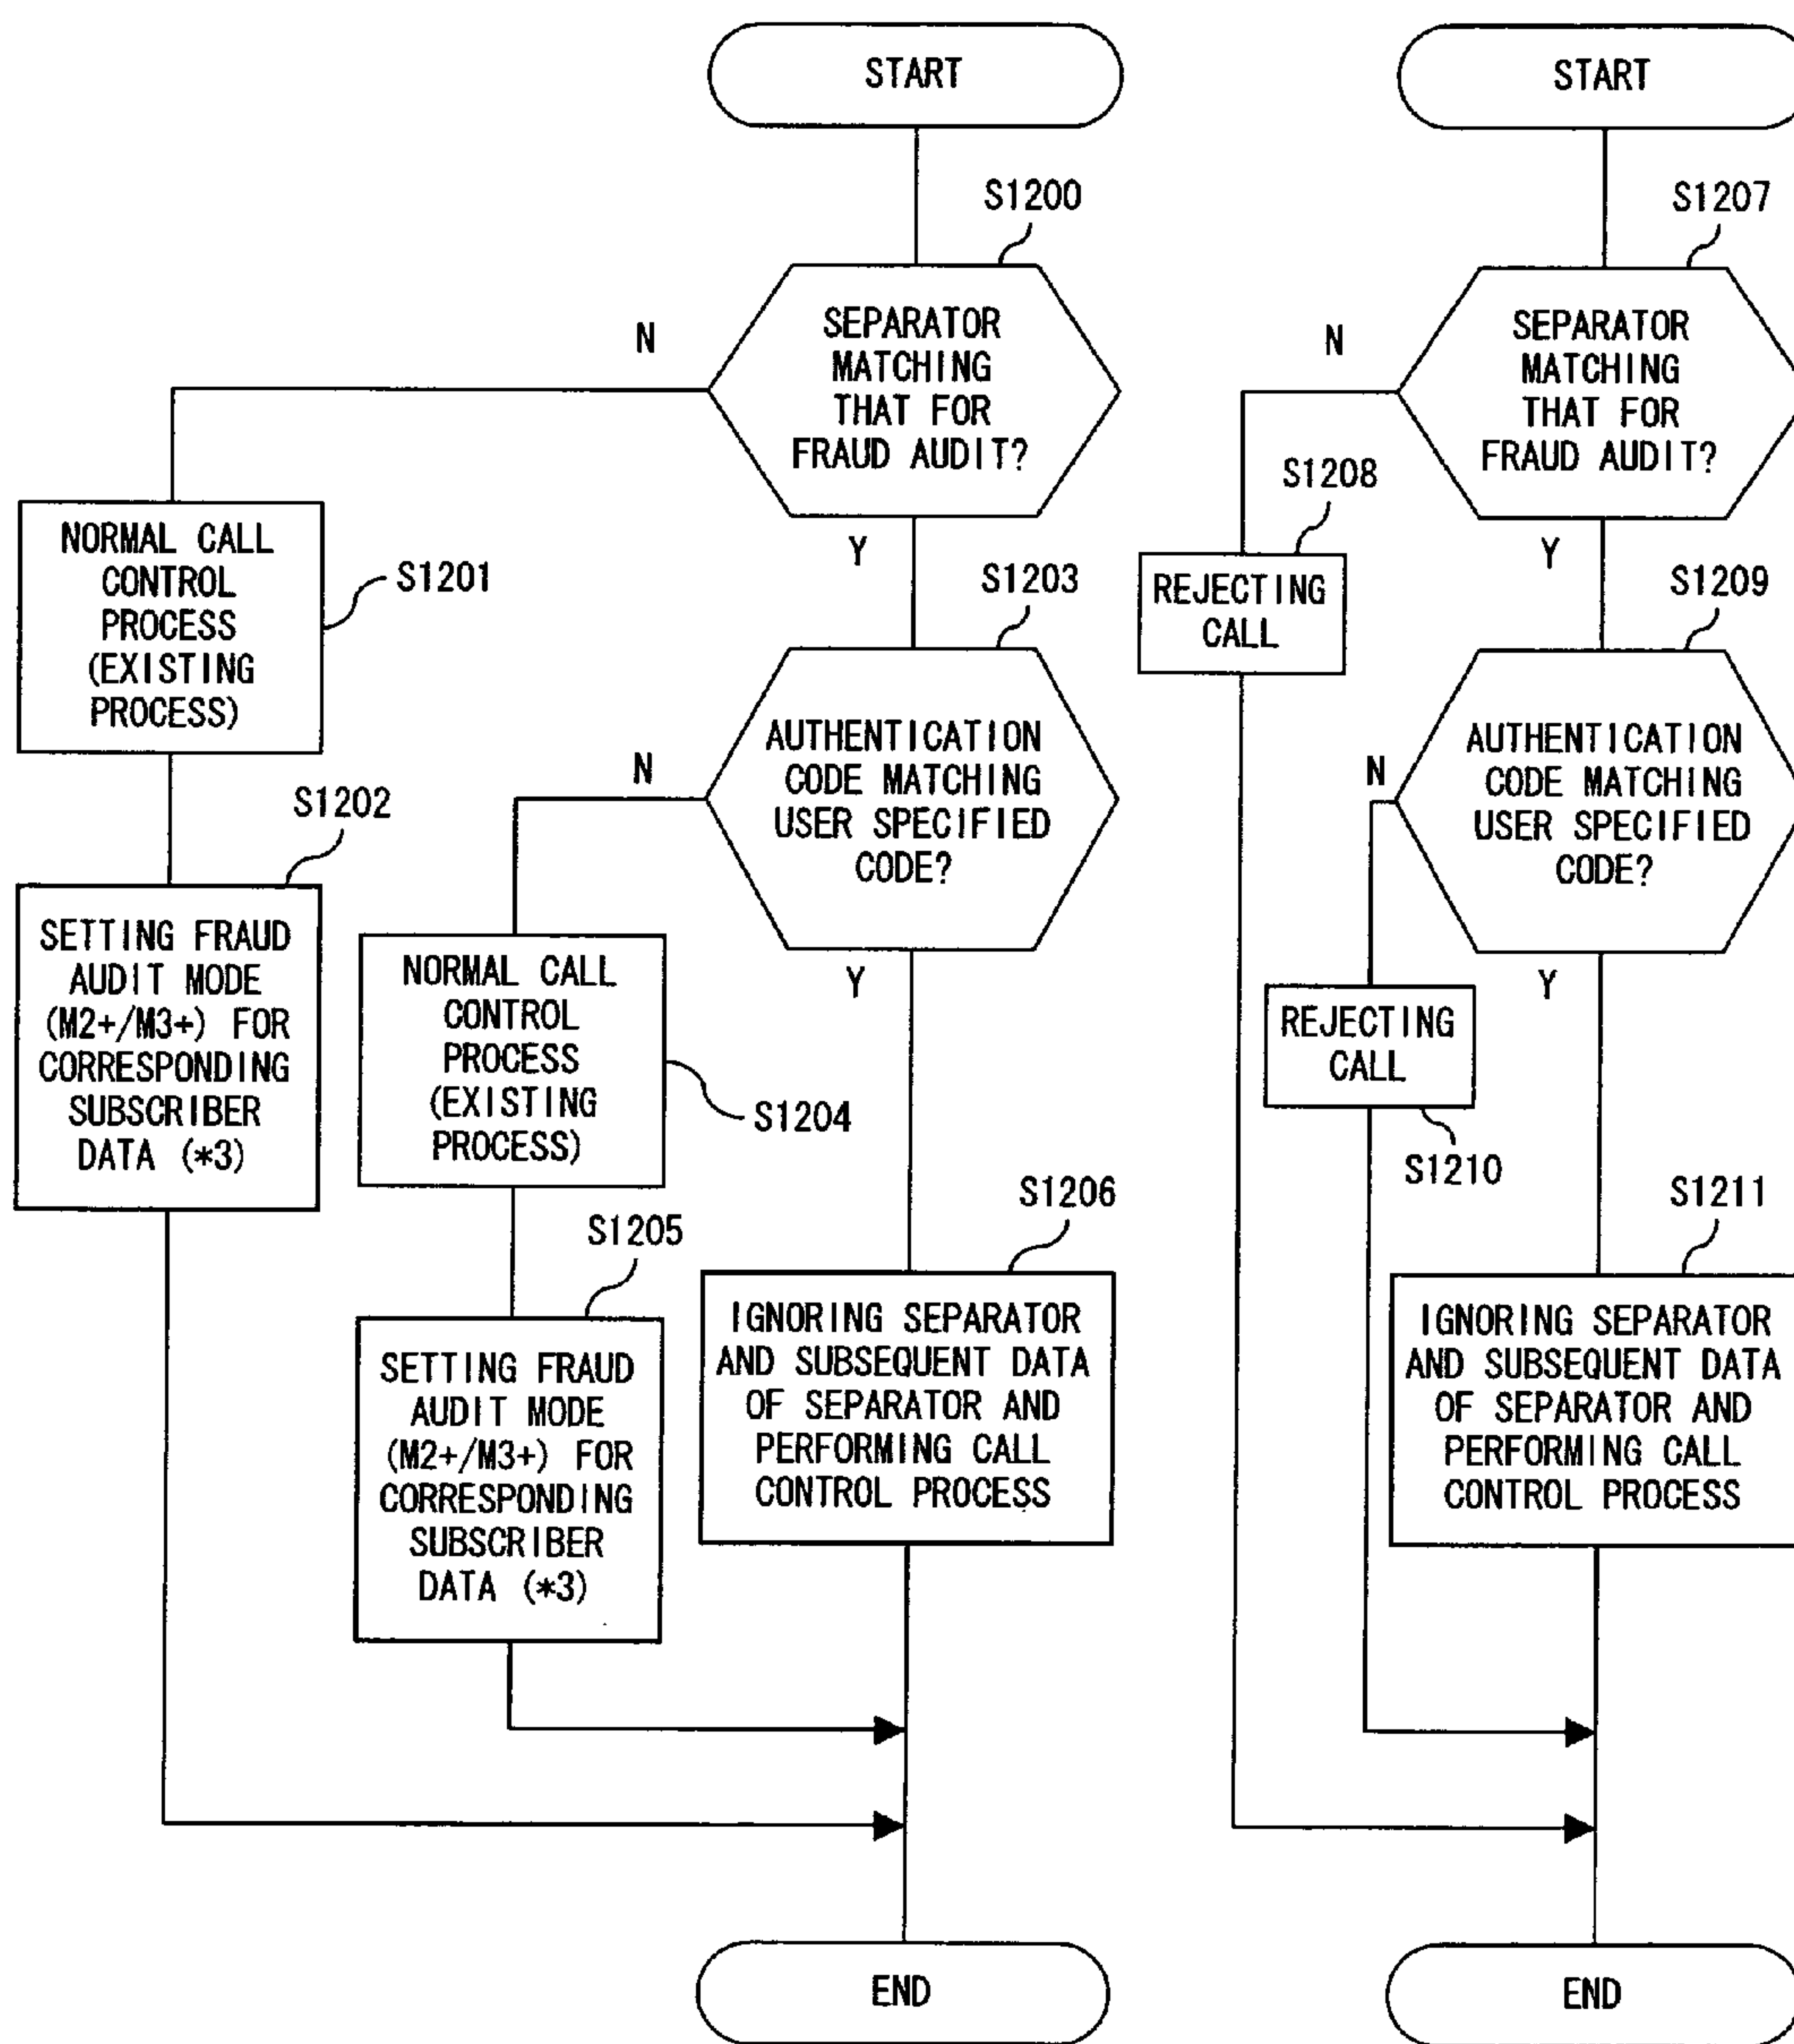 START
S1200
SEPARATOR
MATCHING
THAT FOR
FRAUD AUDIT?
N
Y
NORMAL CALL
CONTROL
PROCESS
(EXISTING
PROCESS)
S1201
S1202
SETTING FRAUD
AUDIT MODE
(M2+/M3+) FOR
CORRESPONDING
SUBSCRIBER
DATA (*3)
S1203
AUTHENTICATION
CODE MATCHING
USER SPECIFIED
CODE?
N
Y
NORMAL CALL
CONTROL
PROCESS
(EXISTING
PROCESS)
S1204
S1205
SETTING FRAUD
AUDIT MODE
(M2+/M3+) FOR
CORRESPONDING
SUBSCRIBER
DATA (*3)
S1206
IGNORING SEPARATOR
AND SUBSEQUENT DATA
OF SEPARATOR AND
PERFORMING CALL
CONTROL PROCESS
END
START
S1207
SEPARATOR
MATCHING
THAT FOR
FRAUD AUDIT?
N
Y
S1208
REJECTING
CALL
S1209
AUTHENTICATION
CODE MATCHING
USER SPECIFIED
CODE?
N
Y
REJECTING
CALL
S1210
S1211
IGNORING SEPARATOR
AND SUBSEQUENT DATA
OF SEPARATOR AND
PERFORMING CALL
CONTROL PROCESS
END